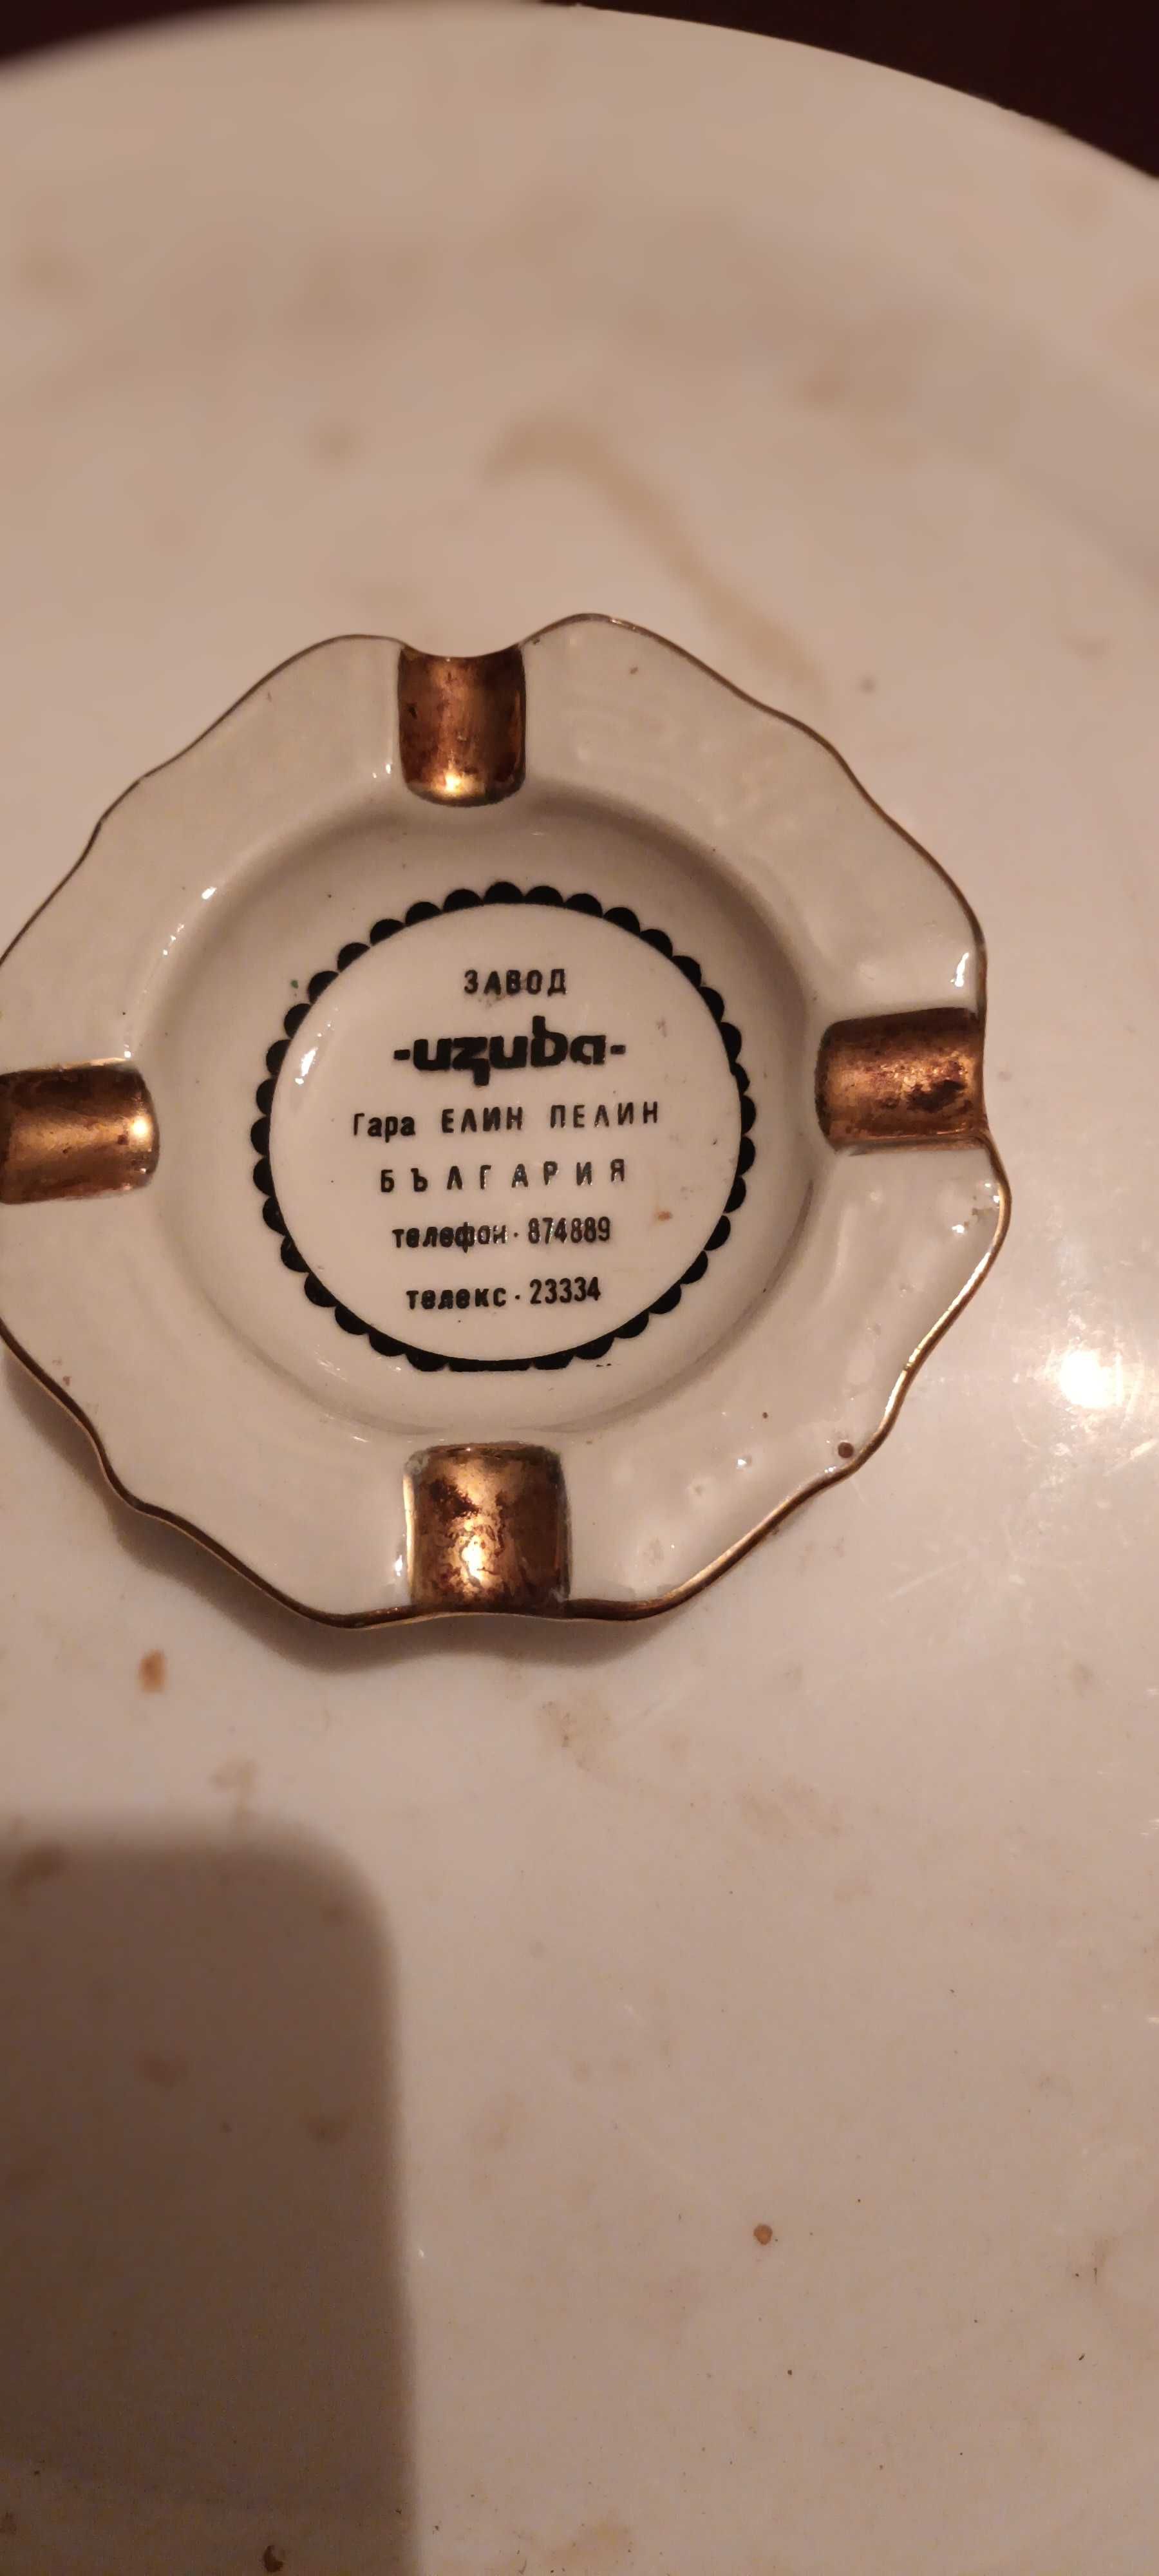 ЗАВОД
-изида-
Гара ЕЛИН ПЕЛИН
БЪЛГАРИЯ
телефон · 874889
телекс · 23334